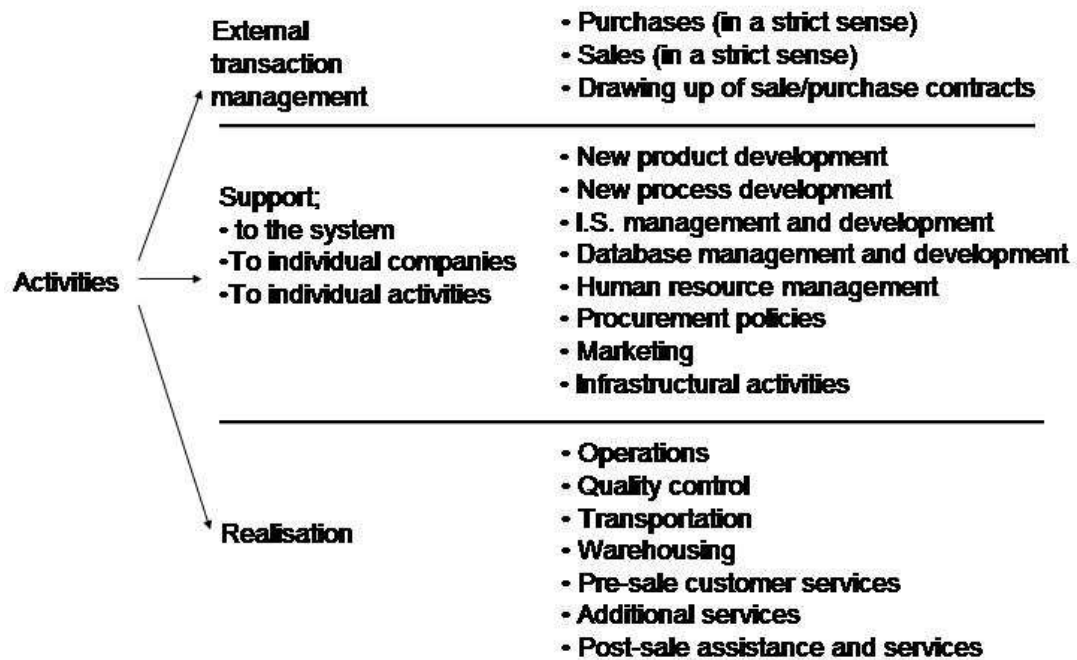 External
transaction
management
• Purchases (in a strict sense)
• Sales (in a strict sense)
• Drawing up of sale/purchase contracts
Activities
Support;
• to the system
•To individual companies
•To individual activities
• New product development
• New process development
• I.S. management and development
• Database management and development
• Human resource management
• Procurement policies
• Marketing
• Infrastructural activities
Realisation
• Operations
• Quality control
• Transportation
• Warehousing
• Pre-sale customer services
• Additional services
• Post-sale assistance and services